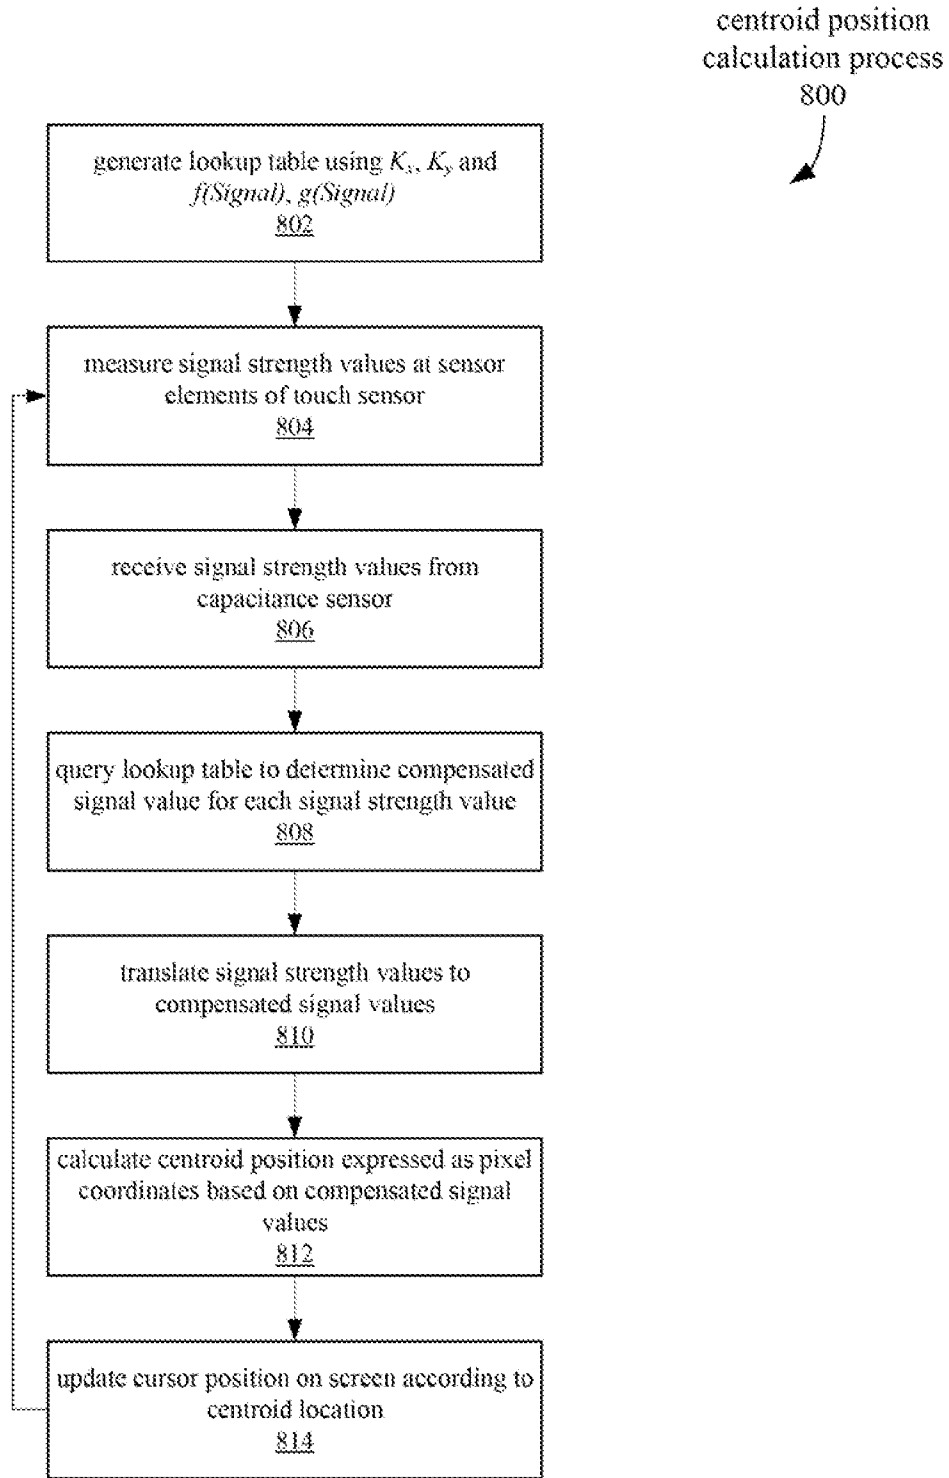 centroid position
calculation process
800
generate lookup table using Kx, Ky and
f(Signal), g(Signal)
802
measure signal strength values at sensor
elements of touch sensor
804
receive signal strength values from
capacitance sensor
806
query lookup table to determine compensated
signal value for each signal strength value
808
translate signal strength values to
compensated signal values
810
calculate centroid position expressed as pixel
coordinates based on compensated signal
values
812
update cursor position on screen according to
centroid location
814